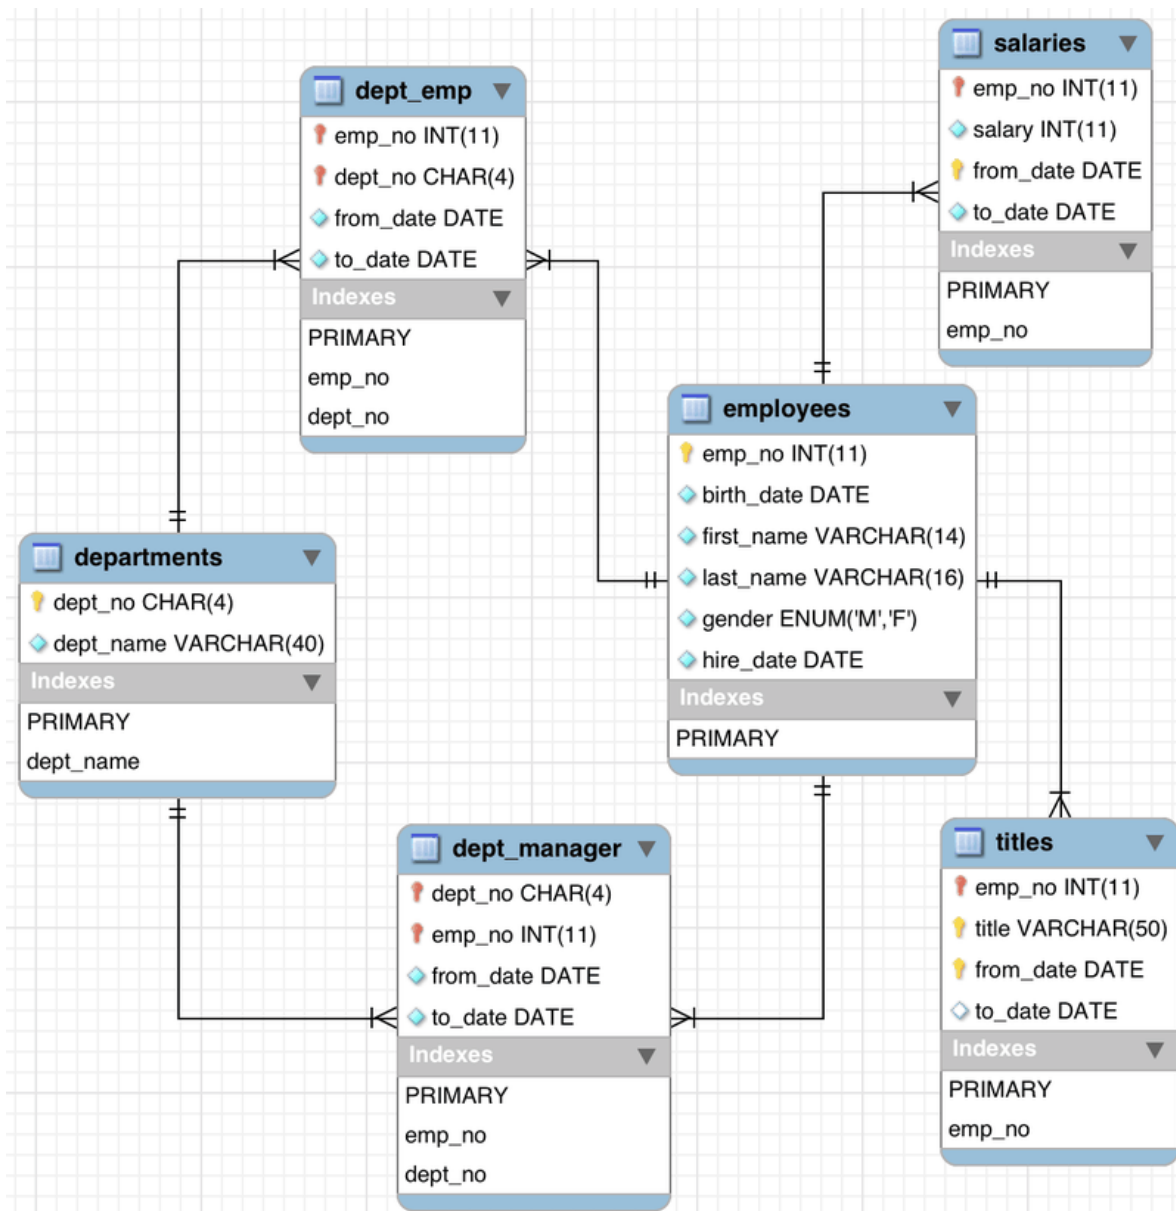 salaries
emp_no INT(11)
salary INT(11)
from_date DATE
to_date DATE
Indexes
PRIMARY
emp_no
dept_emp
emp_no INT(11)
dept_no CHAR(4)
from_date DATE
to_date DATE
Indexes
PRIMARY
emp_no
dept_no
employees
emp_no INT(11)
birth_date DATE
first_name VARCHAR(14)
last_name VARCHAR(16)
gender ENUM('M','F')
hire_date DATE
Indexes
PRIMARY
departments
dept_no CHAR(4)
dept_name VARCHAR(40)
Indexes
PRIMARY
dept_name
dept_manager
dept_no CHAR(4)
emp_no INT(11)
from_date DATE
to_date DATE
Indexes
PRIMARY
emp_no
dept_no
titles
emp_no INT(11)
title VARCHAR(50)
from_date DATE
to_date DATE
Indexes
PRIMARY
emp_no